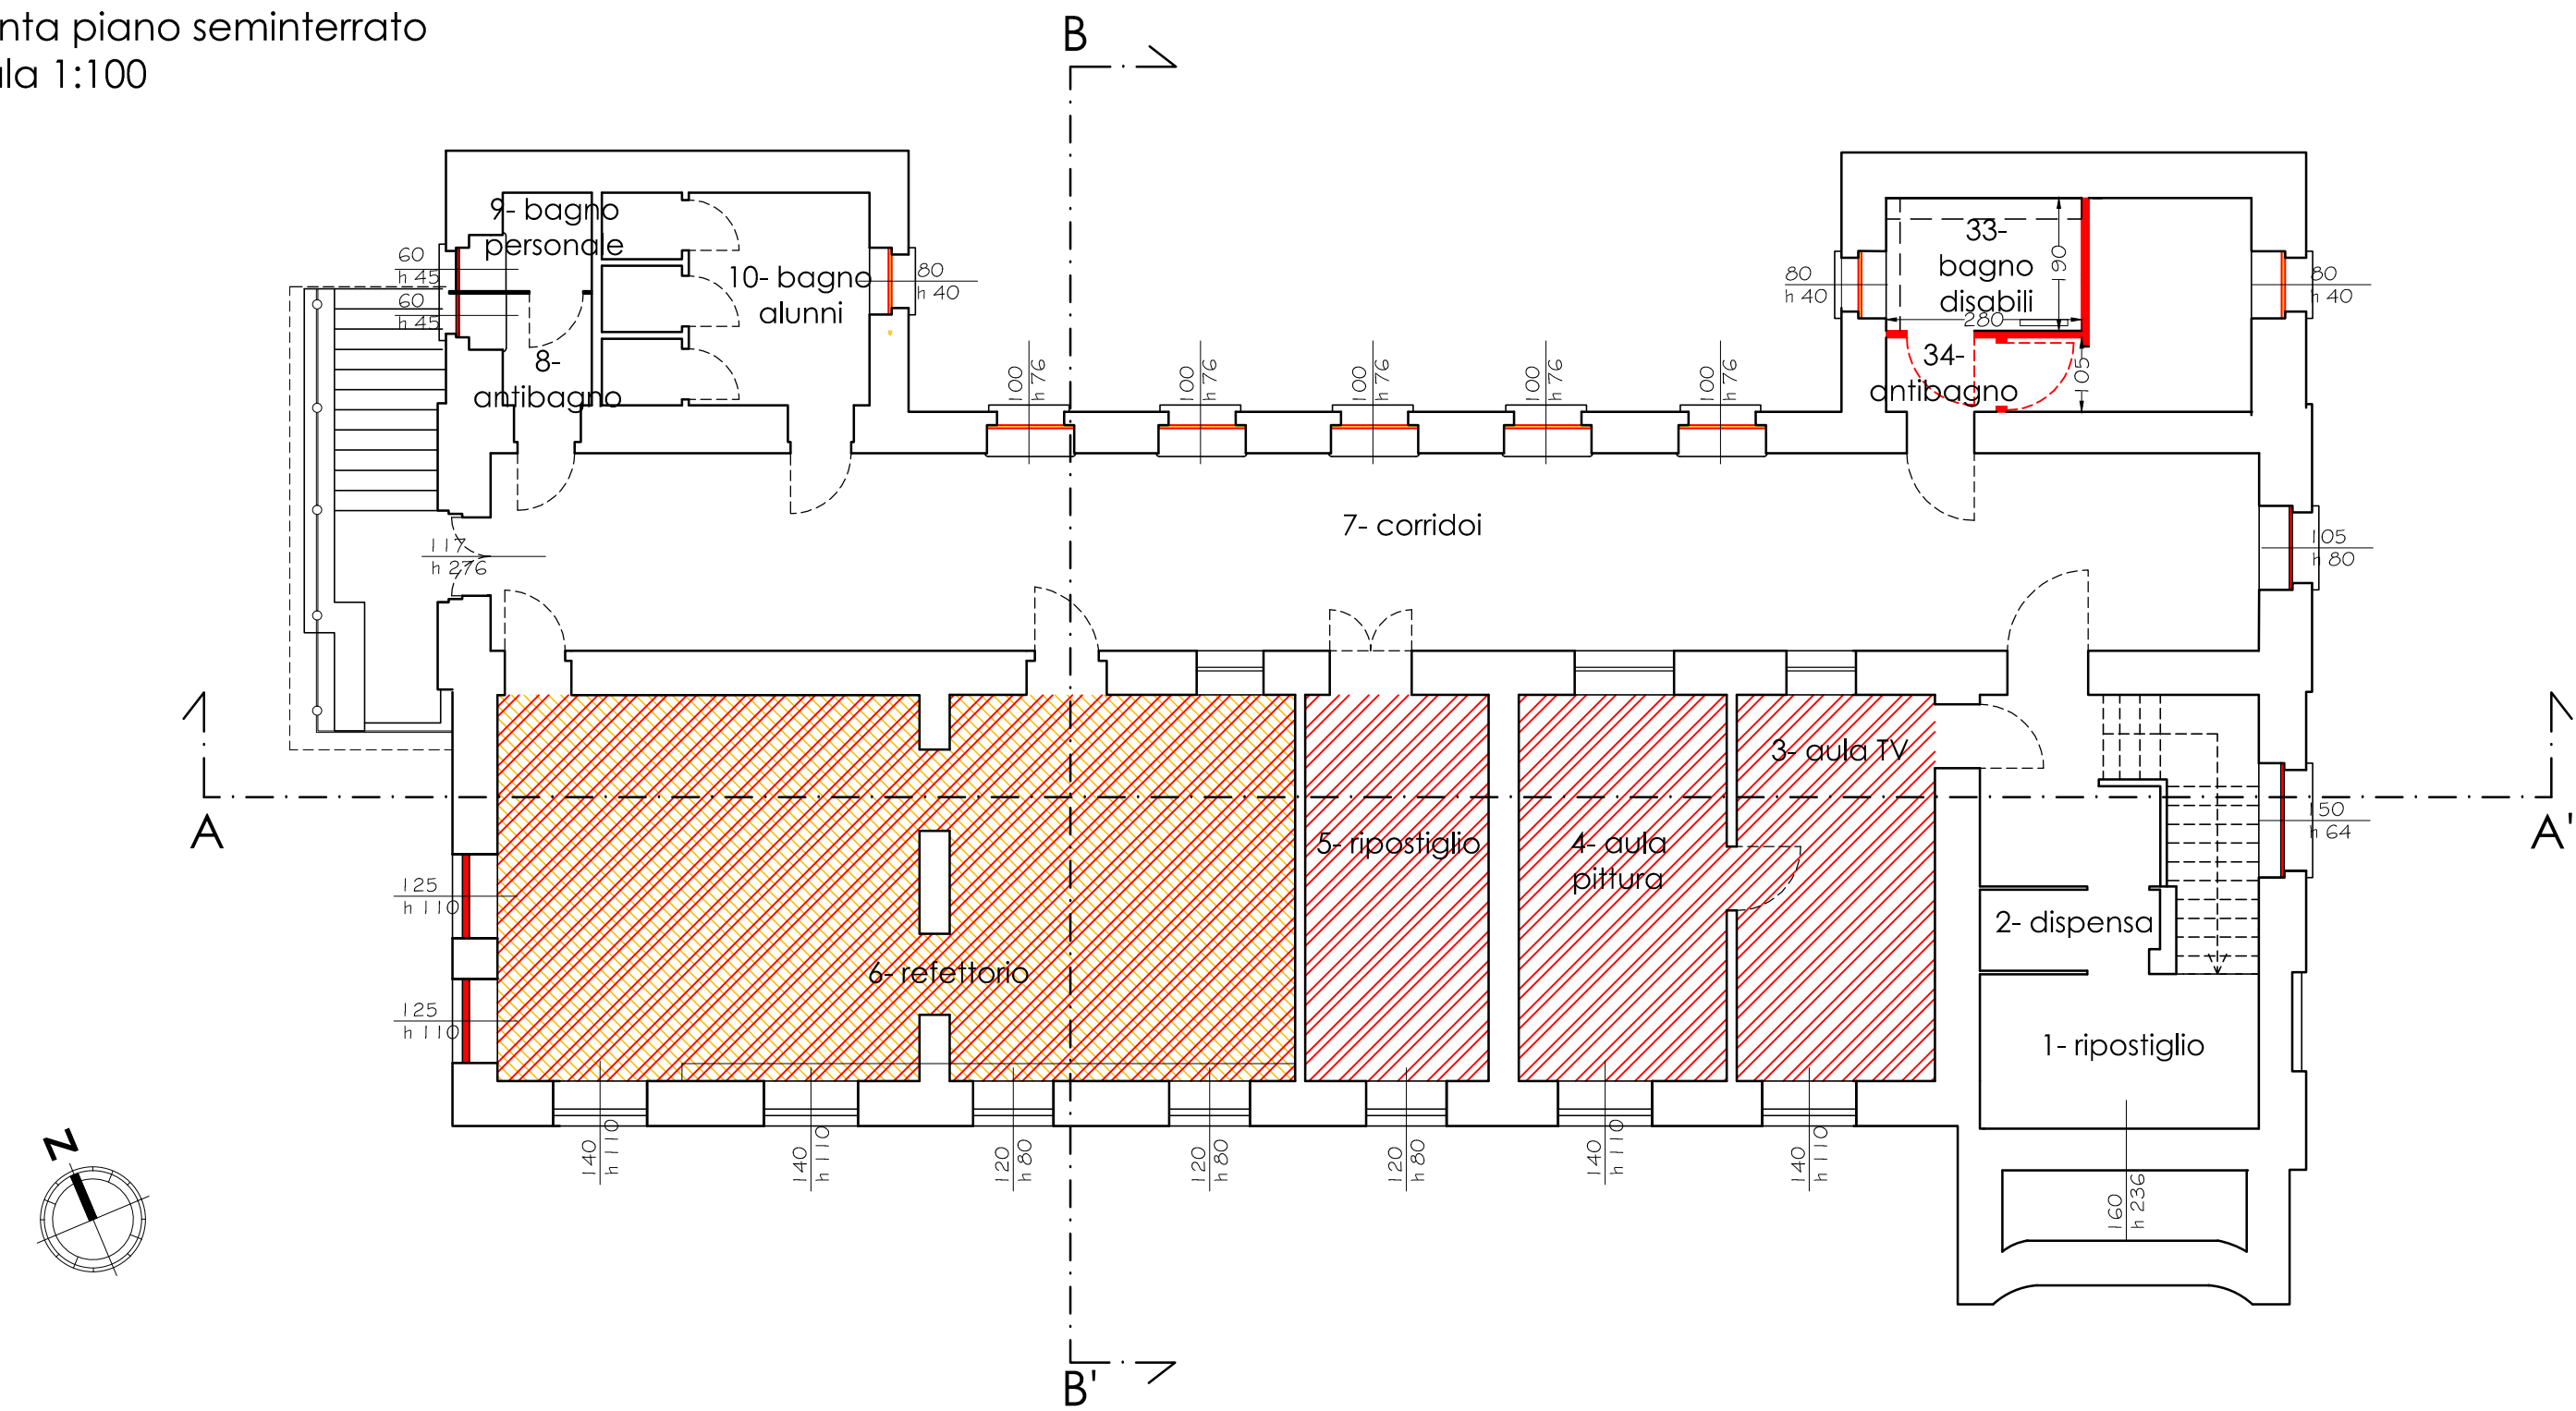 nta piano seminterrato
la 1:100
B
9- bagno
personale
60
h 45
60
h 45
10- bagno
alunni
80
h 40
8-
antibagno
80
h 40
33-
bagno
disabili
190
280
80
h 40
34-
antibagno
105
100
h 76
100
h 76
100
h 76
100
h 76
100
h 76
7- corridoi
117
h 276
105
h 80
3- aula TV
A
A'
150
h 64
5- ripostiglio
4- aula
pittura
125
h 110
2- dispensa
6- refettorio
125
h 110
1- ripostiglio
N
140
h 110
140
h 110
120
h 80
120
h 80
120
h 80
140
h 110
140
h 110
160
h 236
B'